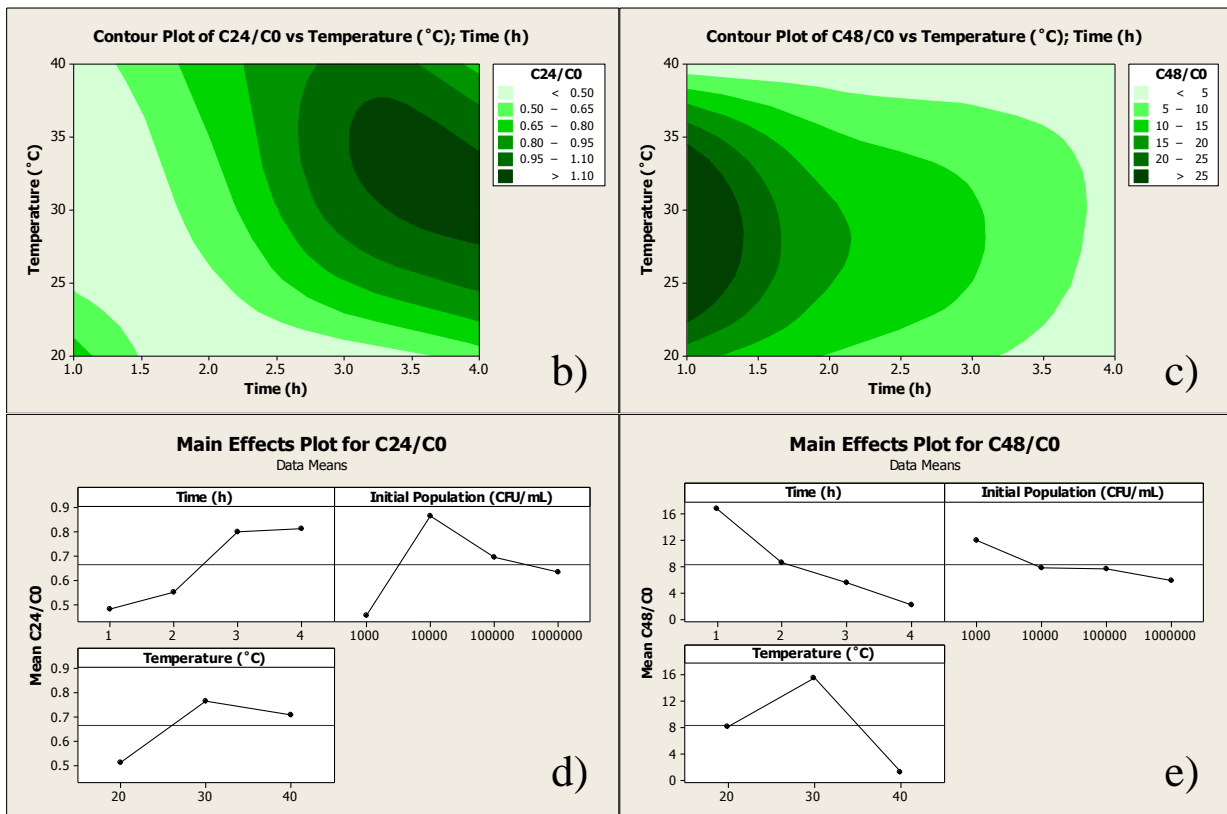 Contour Plot of C24/C0 vs Temperature (˚C); Time (h)
40
35
30
25
20
Temperature (˚C)
1.0 1.5 2.0 2.5 3.0 3.5 4.0
Time (h)
C24/C0
< 0.50
0.50 – 0.65
0.65 – 0.80
0.80 – 0.95
0.95 – 1.10
> 1.10
b)
Contour Plot of C48/C0 vs Temperature (˚C); Time (h)
40
35
30
25
20
Temperature (˚C)
1.0 1.5 2.0 2.5 3.0 3.5 4.0
Time (h)
C48/C0
< 5
5 – 10
10 – 15
15 – 20
20 – 25
> 25
c)
Main Effects Plot for C24/C0
Data Means
Mean C24/C0
Time (h) Initial Population (CFU/mL)
0.9
0.8
0.7
0.6
0.5
1 2 3 4 1000 10000 100000 1000000
Temperature (˚C)
0.9
0.8
0.7
0.6
0.5
20 30 40
d)
Main Effects Plot for C48/C0
Data Means
Mean C48/C0
Time (h) Initial Population (CFU/mL)
16
12
8
4
0
1 2 3 4 1000 10000 100000 1000000
Temperature (˚C)
16
12
8
4
0
20 30 40
e)